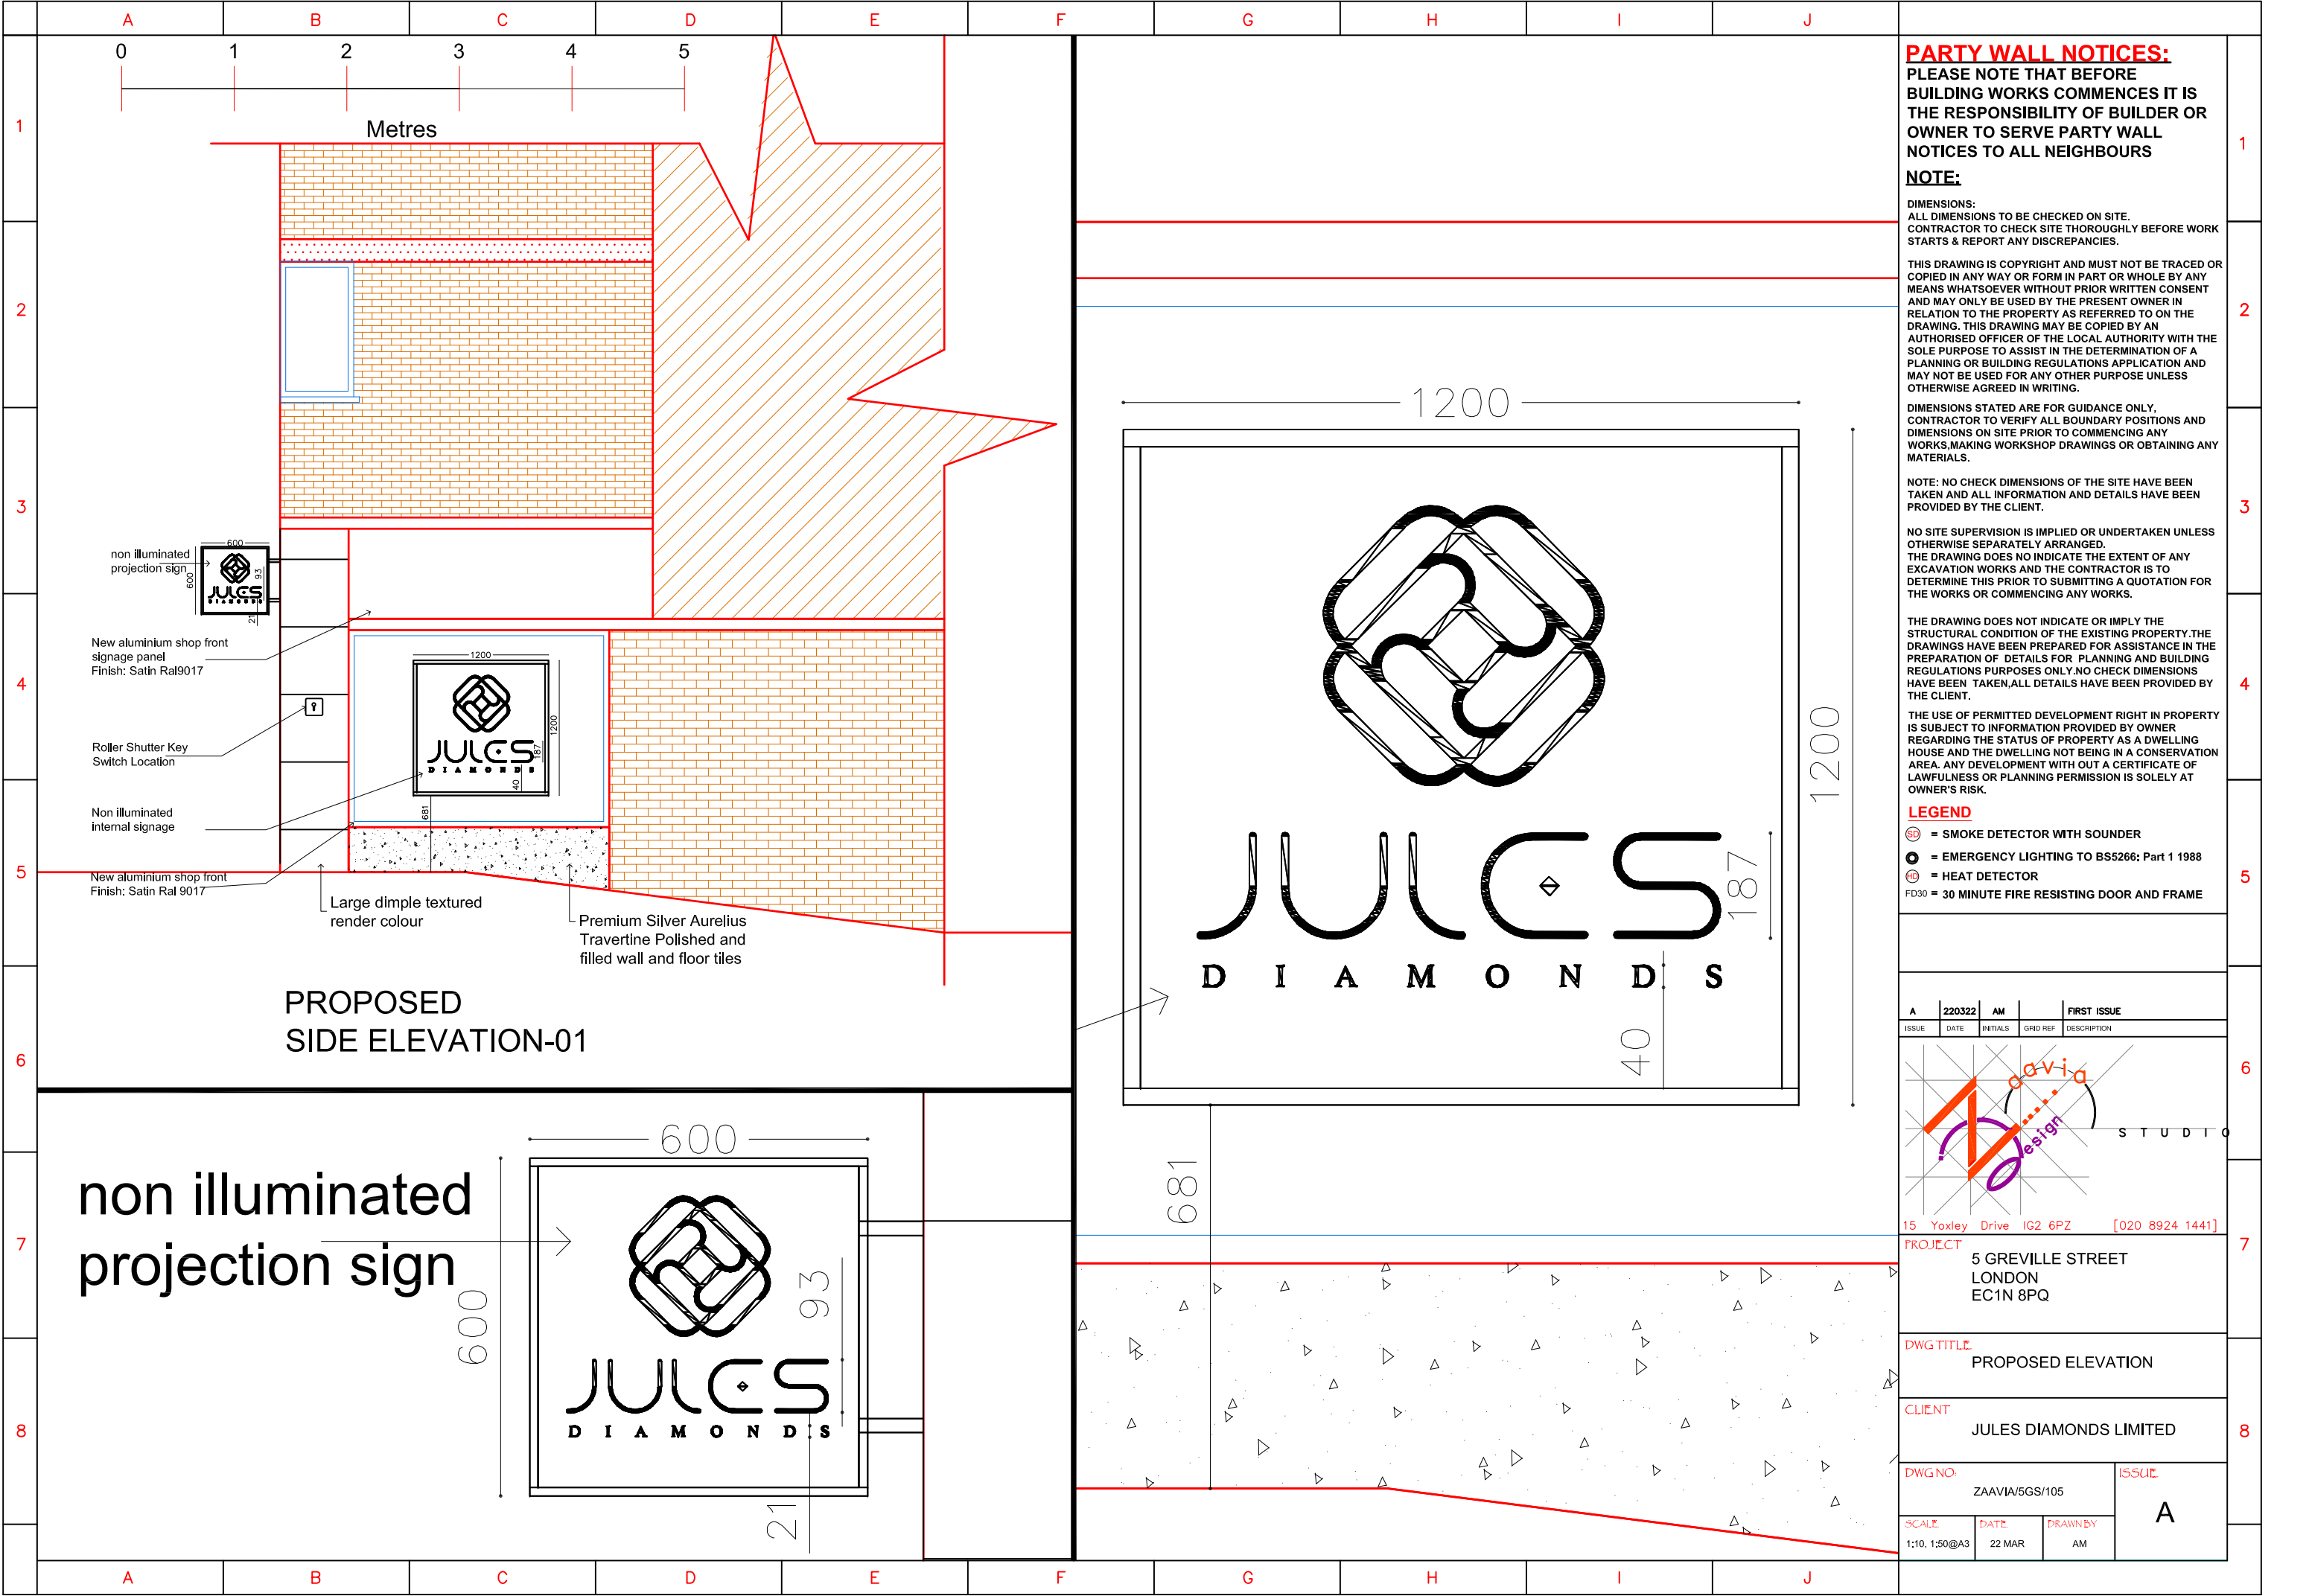 A B C D E F G H I J
0 1 2 3 4 5
Metres
1
2
3
4
5
6
7
8
non illuminated
projection sign
600
600
93
21
JULES
DIAMONDS
New aluminium shop front
signage panel
Finish: Satin Ral9017
Roller Shutter Key
Switch Location
Non illuminated
internal signage
New aluminium shop front
Finish: Satin Ral 9017
1200
1200
187
40
681
JULES
DIAMONDS
Large dimple textured
render colour
Premium Silver Aurelius
Travertine Polished and
filled wall and floor tiles
PROPOSED
SIDE ELEVATION-01
non illuminated
projection sign
600
600
93
21
JULES
DIAMONDS
1200
1200
187
40
681
JULES
DIAMONDS
PARTY WALL NOTICES:
PLEASE NOTE THAT BEFORE
BUILDING WORKS COMMENCES IT IS
THE RESPONSIBILITY OF BUILDER OR
OWNER TO SERVE PARTY WALL
NOTICES TO ALL NEIGHBOURS
NOTE:
DIMENSIONS:
ALL DIMENSIONS TO BE CHECKED ON SITE.
CONTRACTOR TO CHECK SITE THOROUGHLY BEFORE WORK
STARTS & REPORT ANY DISCREPANCIES.
THIS DRAWING IS COPYRIGHT AND MUST NOT BE TRACED OR
COPIED IN ANY WAY OR FORM IN PART OR WHOLE BY ANY
MEANS WHATSOEVER WITHOUT PRIOR WRITTEN CONSENT
AND MAY ONLY BE USED BY THE PRESENT OWNER IN
RELATION TO THE PROPERTY AS REFERRED TO ON THE
DRAWING. THIS DRAWING MAY BE COPIED BY AN
AUTHORISED OFFICER OF THE LOCAL AUTHORITY WITH THE
SOLE PURPOSE TO ASSIST IN THE DETERMINATION OF A
PLANNING OR BUILDING REGULATIONS APPLICATION AND
MAY NOT BE USED FOR ANY OTHER PURPOSE UNLESS
OTHERWISE AGREED IN WRITING.
DIMENSIONS STATED ARE FOR GUIDANCE ONLY,
CONTRACTOR TO VERIFY ALL BOUNDARY POSITIONS AND
DIMENSIONS ON SITE PRIOR TO COMMENCING ANY
WORKS,MAKING WORKSHOP DRAWINGS OR OBTAINING ANY
MATERIALS.
NOTE: NO CHECK DIMENSIONS OF THE SITE HAVE BEEN
TAKEN AND ALL INFORMATION AND DETAILS HAVE BEEN
PROVIDED BY THE CLIENT.
NO SITE SUPERVISION IS IMPLIED OR UNDERTAKEN UNLESS
OTHERWISE SEPARATELY ARRANGED.
THE DRAWING DOES NO INDICATE THE EXTENT OF ANY
EXCAVATION WORKS AND THE CONTRACTOR IS TO
DETERMINE THIS PRIOR TO SUBMITTING A QUOTATION FOR
THE WORKS OR COMMENCING ANY WORKS.
THE DRAWING DOES NOT INDICATE OR IMPLY THE
STRUCTURAL CONDITION OF THE EXISTING PROPERTY.THE
DRAWINGS HAVE BEEN PREPARED FOR ASSISTANCE IN THE
PREPARATION OF DETAILS FOR PLANNING AND BUILDING
REGULATIONS PURPOSES ONLY.NO CHECK DIMENSIONS
HAVE BEEN TAKEN,ALL DETAILS HAVE BEEN PROVIDED BY
THE CLIENT.
THE USE OF PERMITTED DEVELOPMENT RIGHT IN PROPERTY
IS SUBJECT TO INFORMATION PROVIDED BY OWNER
REGARDING THE STATUS OF PROPERTY AS A DWELLING
HOUSE AND THE DWELLING NOT BEING IN A CONSERVATION
AREA. ANY DEVELOPMENT WITH OUT A CERTIFICATE OF
LAWFULNESS OR PLANNING PERMISSION IS SOLELY AT
OWNER'S RISK.
LEGEND
SD = SMOKE DETECTOR WITH SOUNDER
= EMERGENCY LIGHTING TO BS5266: Part 1 1988
HD = HEAT DETECTOR
FD30 = 30 MINUTE FIRE RESISTING DOOR AND FRAME
A 220322 AM FIRST ISSUE
ISSUE DATE INITIALS GRID REF DESCRIPTION
aavia
Design
STUDIO
15 Yoxley Drive IG2 6PZ [020 8924 1441]
PROJECT
5 GREVILLE STREET
LONDON
EC1N 8PQ
DWG TITLE
PROPOSED ELEVATION
CLIENT
JULES DIAMONDS LIMITED
DWG NO:
ZAAVIA/5GS/105
ISSUE
A
SCALE DATE DRAWN BY
1:10, 1:50@A3 22 MAR AM
1
2
3
4
5
6
7
8
A B C D E F G H I J